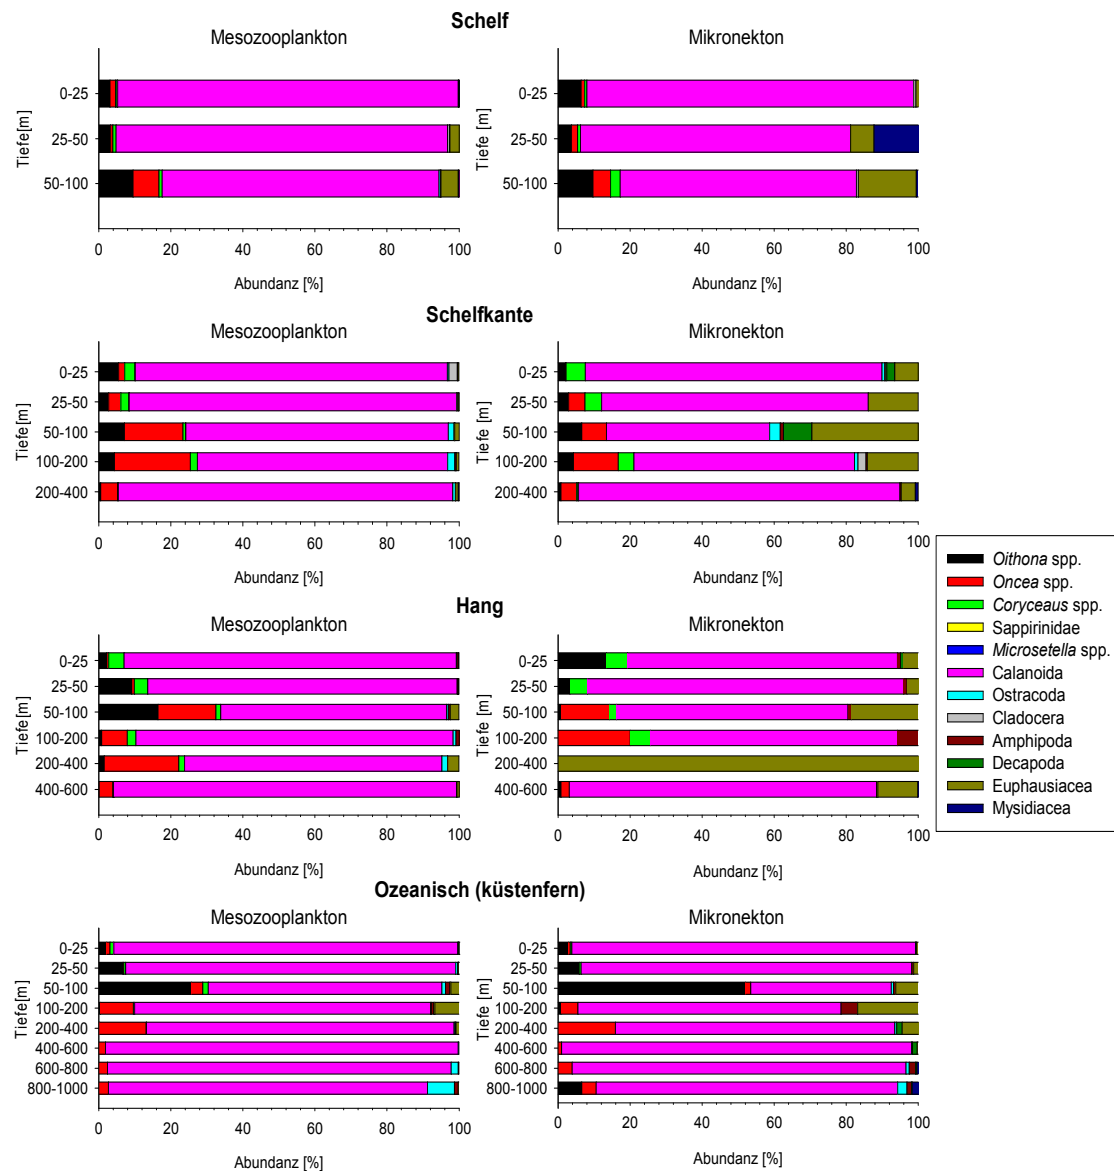 Schelf
Mesozooplankton
Tiefe[m]
0-25
25-50
50-100
0 20 40 60 80 100
Abundanz [%]
Mikronekton
Tiefe [m]
0-25
25-50
50-100
0 20 40 60 80 100
Abundanz [%]
Schelfkante
Mesozooplankton
Tiefe [m]
0-25
25-50
50-100
100-200
200-400
0 20 40 60 80 100
Abundanz [%]
Mikronekton
Tiefe [m]
0-25
25-50
50-100
100-200
200-400
0 20 40 60 80 100
Abundanz [%]
Hang
Mesozooplankton
Tiefe [m]
0-25
25-50
50-100
100-200
200-400
400-600
0 20 40 60 80 100
Abundanz [%]
Mikronekton
Tiefe [m]
0-25
25-50
50-100
100-200
200-400
400-600
0 20 40 60 80 100
Abundanz [%]
Ozeanisch (küstenfern)
Mesozooplankton
Tiefe[m]
0-25
25-50
50-100
100-200
200-400
400-600
600-800
800-1000
0 20 40 60 80 100
Abundanz [%]
Mikronekton
Tiefe [m]
0-25
25-50
50-100
100-200
200-400
400-600
600-800
800-1000
0 20 40 60 80 100
Abundanz [%]
Oithona spp.
Oncea spp.
Coryceaus spp.
Sappirinidae
Microsetella spp.
Calanoida
Ostracoda
Cladocera
Amphipoda
Decapoda
Euphausiacea
Mysidiacea